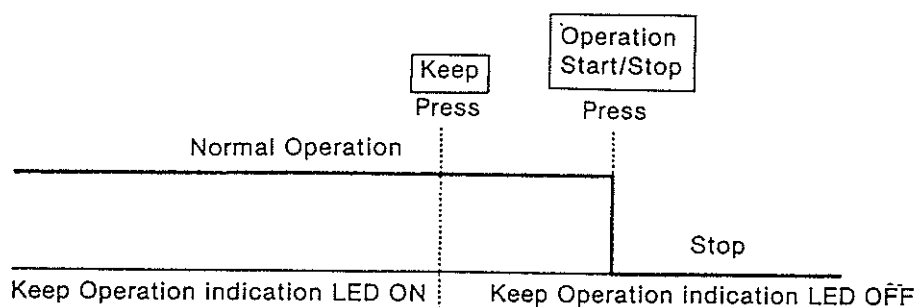 Operation
Start/Stop
Keep
Press
Press
Normal Operation
Stop
Keep Operation indication LED ON
Keep Operation indication LED OFF